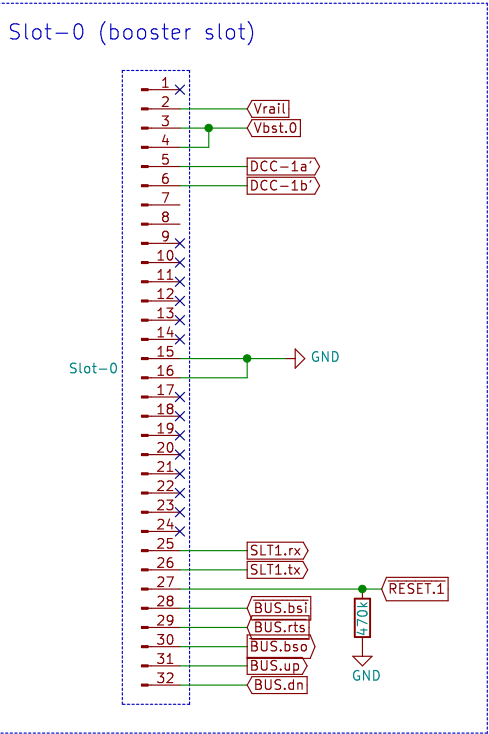 Slot-0 (booster slot)
1
2 Vrail
3 Vbst.0
4
5 DCC-1a'
6 DCC-1b'
7
8
9
10
11
12
13
14
15 GND
16
Slot-0
17
18
19
20
21
22
23
24
25 SLT1.rx
26 SLT1.tx
27 RESET.1
28 BUS.bsi
470k
29 BUS.rts
30 BUS.bso
31 BUS.up
GND
32 BUS.dn